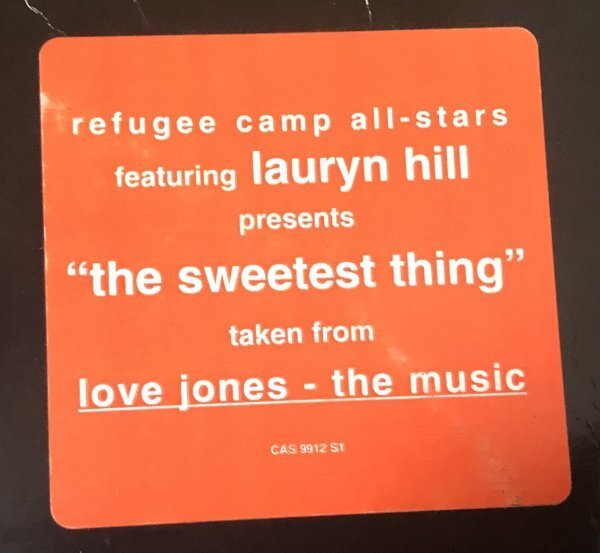 refugee camp all-stars
featuring lauryn hill
presents
“the sweetest thing”
taken from
love jones - the music
CAS 9912 S1